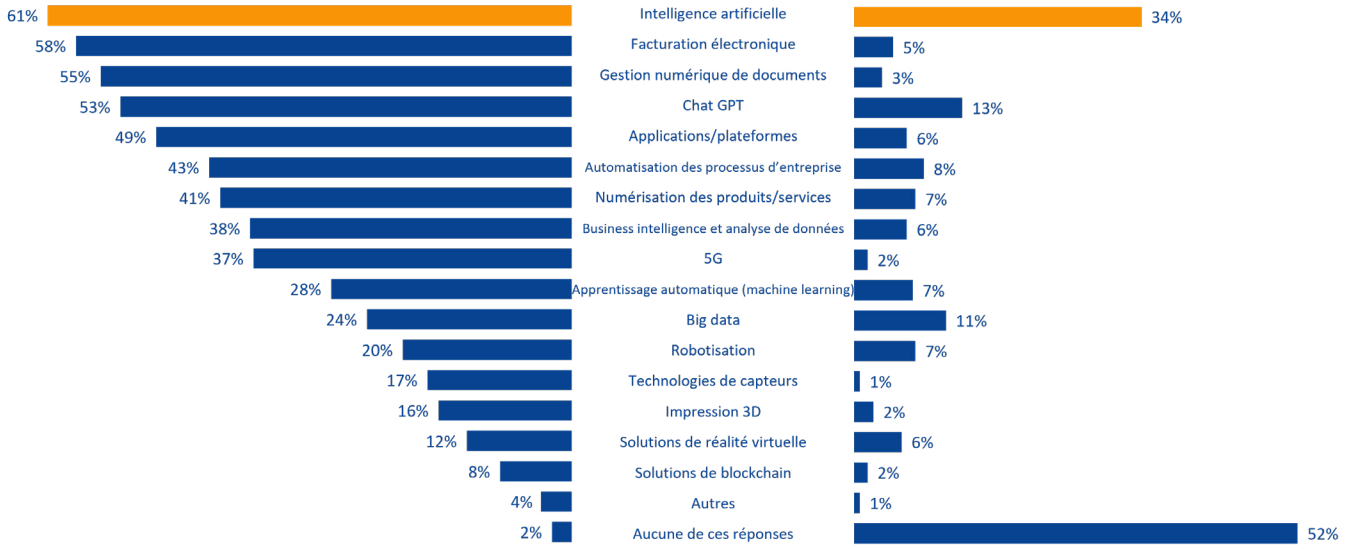 61% Intelligence artificielle 34%
58% Facturation électronique 5%
55% Gestion numérique de documents 3%
53% Chat GPT 13%
49% Applications/plateformes 6%
43% Automatisation des processus d’entreprise 8%
41% Numérisation des produits/services 7%
38% Business intelligence et analyse de données 6%
37% 5G 2%
28% Apprentissage automatique (machine learning) 7%
24% Big data 11%
20% Robotisation 7%
17% Technologies de capteurs 1%
16% Impression 3D 2%
12% Solutions de réalité virtuelle 6%
8% Solutions de blockchain 2%
4% Autres 1%
2% Aucune de ces réponses 52%